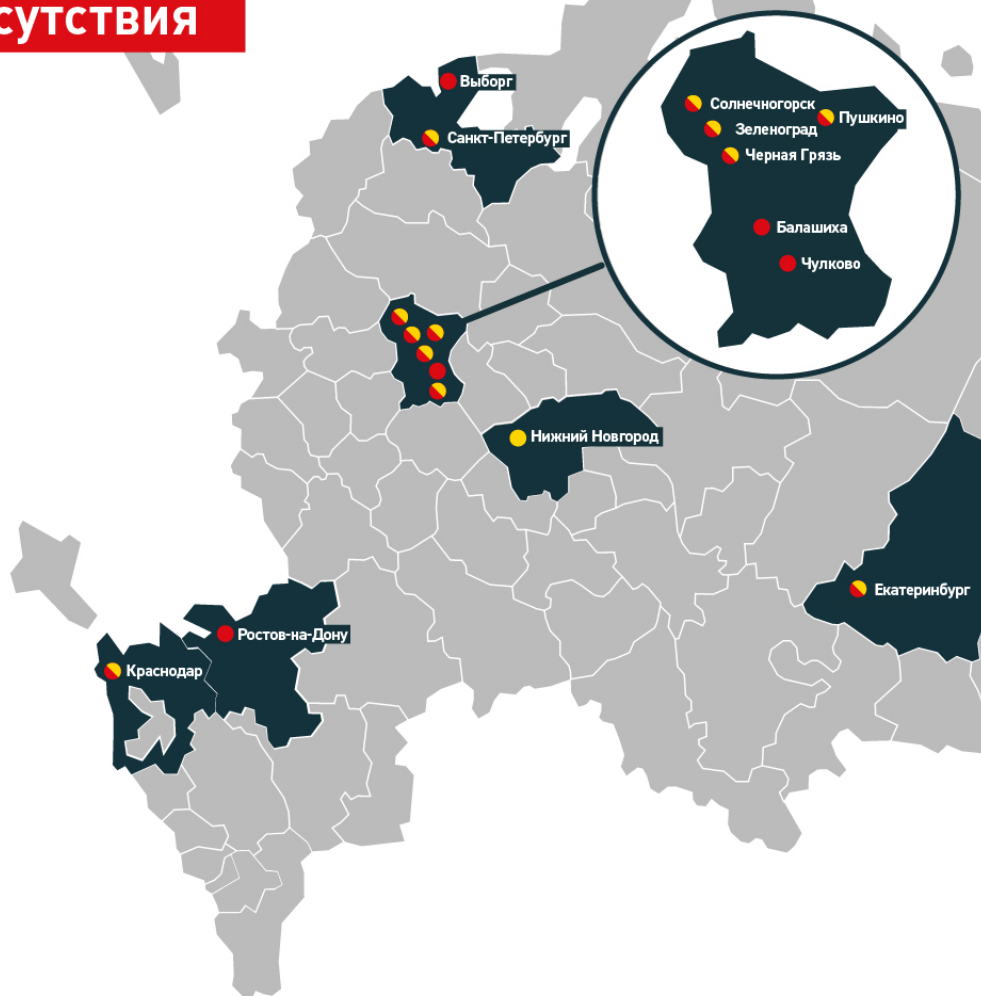 сутствия
Выборг
Санкт-Петербург
Солнечногорск
Пушкино
Зеленоград
Черная Грязь
Балашиха
Чулково
Нижний Новгород
Екатеринбург
Ростов-на-Дону
Краснодар